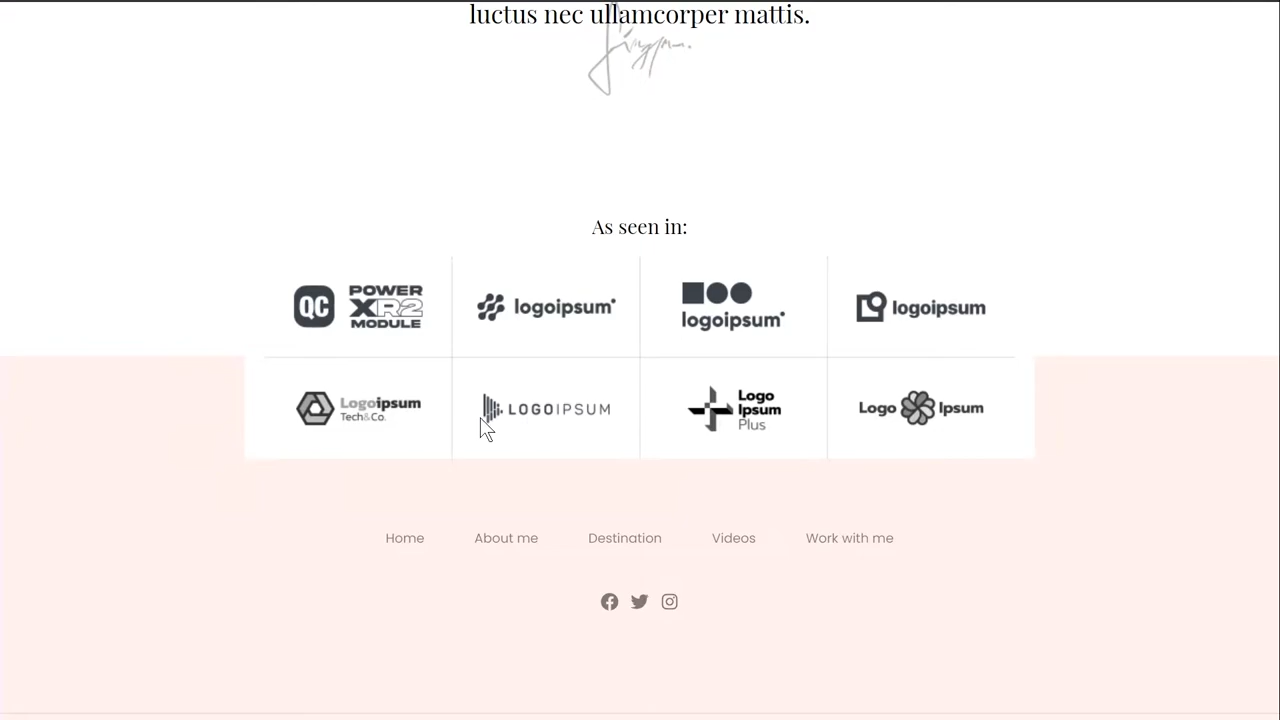 luctus nec ullamcorper mattis.
As seen in:
QC POWER XR2 MODULE
logoipsum
logoipsum
logoipsum
Logoipsum Tech&Co.
LOGOIPSUM
Logo Ipsum Plus
Logo Ipsum
Home About me Destination Videos Work with me